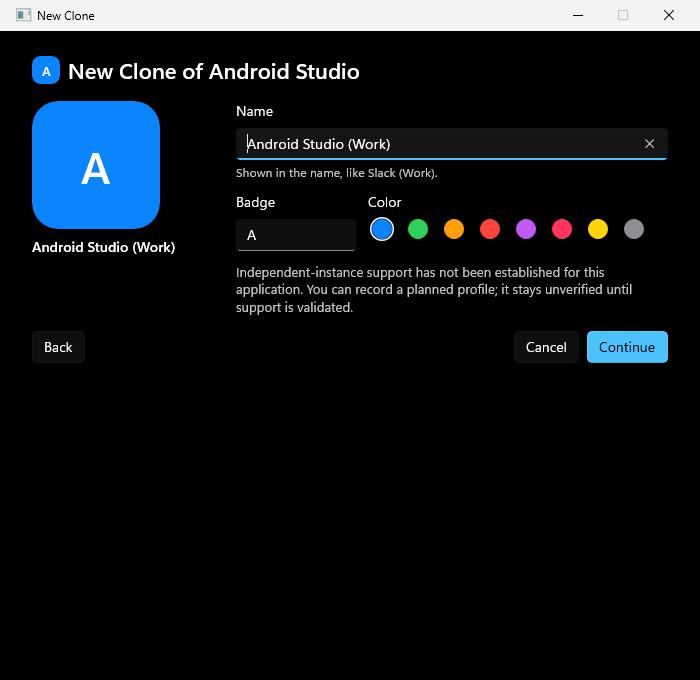 New Clone
A New Clone of Android Studio
A
Android Studio (Work)
Name
Android Studio (Work)
Shown in the name, like Slack (Work).
Badge Color
A
Independent-instance support has not been established for this
application. You can record a planned profile; it stays unverified until
support is validated.
Back Cancel Continue